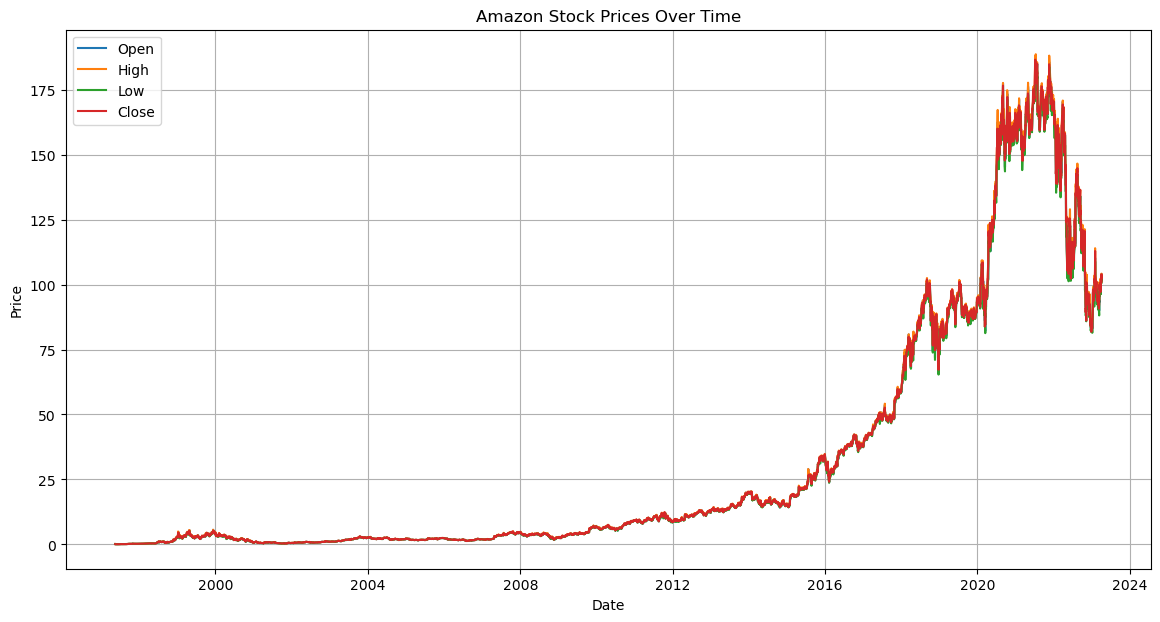 Amazon Stock Prices Over Time
Open
High
Low
Close
175
150
125
100
75
50
25
0
Price
2000 2004 2008 2012 2016 2020 2024
Date